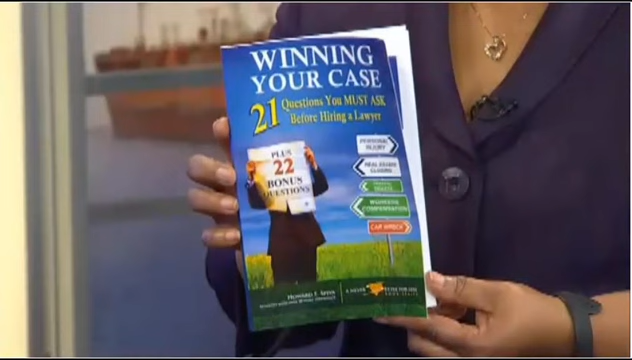 WINNING
YOUR CASE
21 Questions You MUST ASK
Before Hiring a Lawyer
PLUS
22
BONUS
QUESTIONS
PERSONAL
INJURY
REAL ESTATE
CLOSING
WORKERS
COMPENSATION
CAR WRECK
HOWARD